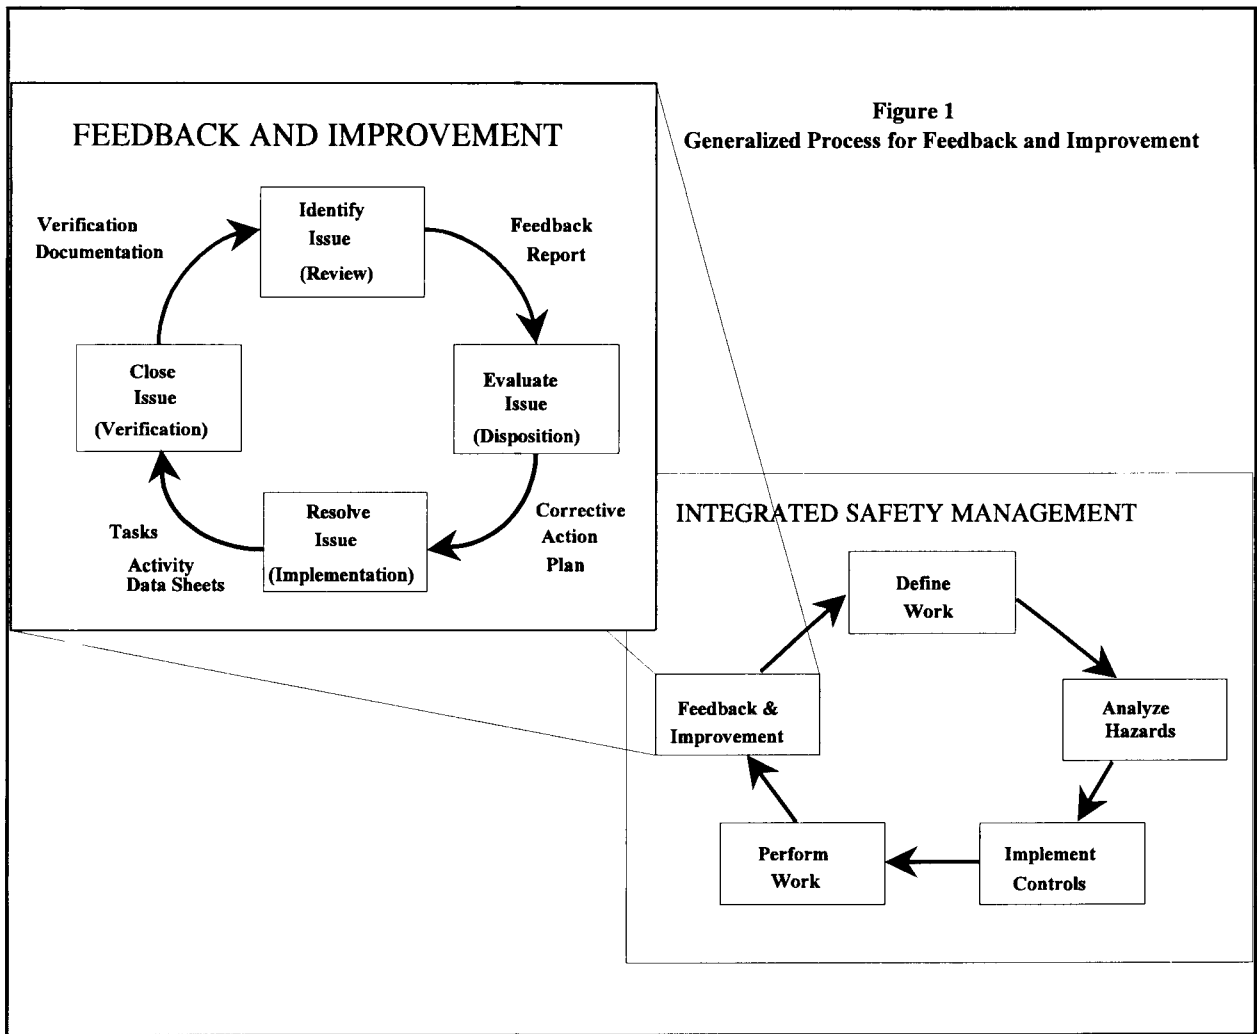 Figure 1
Generalized Process for Feedback and Improvement
FEEDBACK AND IMPROVEMENT
Identify
Issue
(Review)
Feedback
Report
Evaluate
Issue
(Disposition)
Corrective
Action
Plan
Resolve
Issue
(Implementation)
Tasks
Activity
Data Sheets
Close
Issue
(Verification)
Verification
Documentation
INTEGRATED SAFETY MANAGEMENT
Define
Work
Analyze
Hazards
Implement
Controls
Perform
Work
Feedback &
Improvement